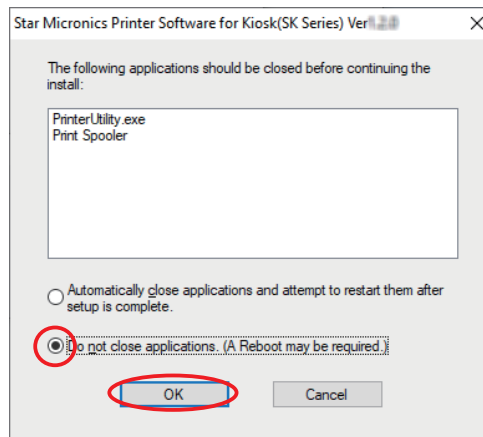 Star Micronics Printer Software for Kiosk(SK Series) Ver
The following applications should be closed before continuing the
install:
PrinterUtility.exe
Print Spooler
Automatically close applications and attempt to restart them after
setup is complete.
Do not close applications. (A Reboot may be required.)
OK
Cancel